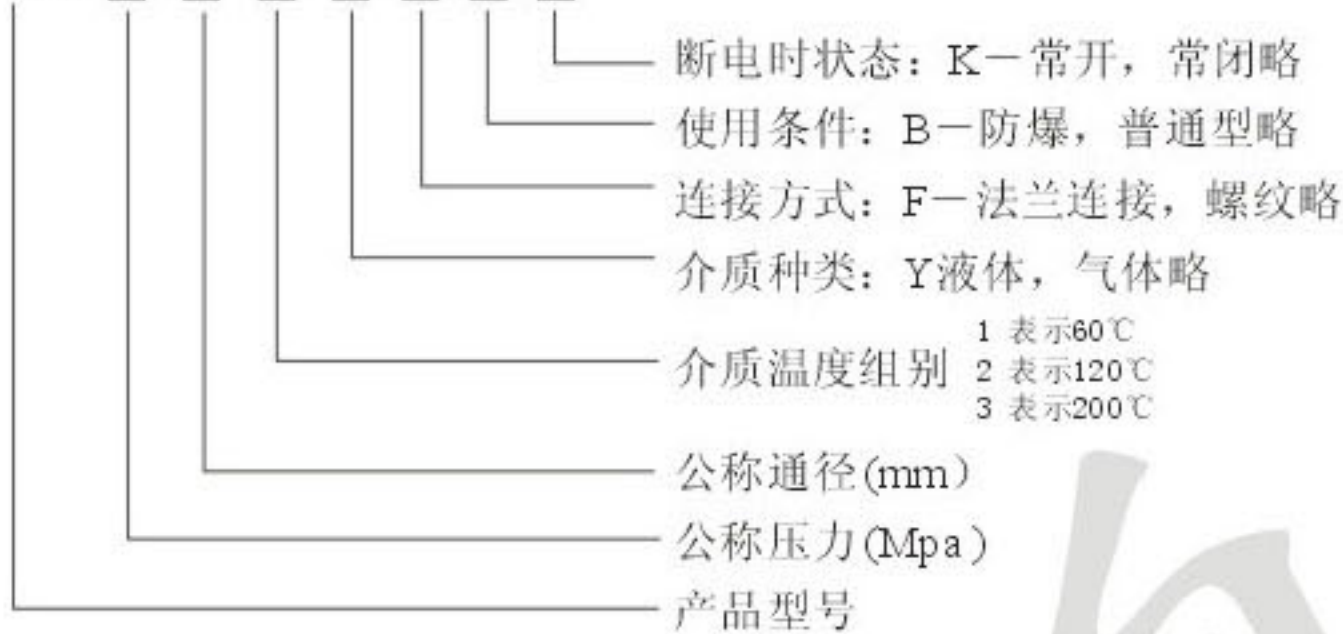 断电时状态：K－常开，常闭略
使用条件：B－防爆，普通型略
连接方式：F－法兰连接，螺纹略
介质种类：Y液体，气体略
介质温度组别
1 表示60℃
2 表示120℃
3 表示200℃
公称通径(mm)
公称压力(Mpa)
产品型号